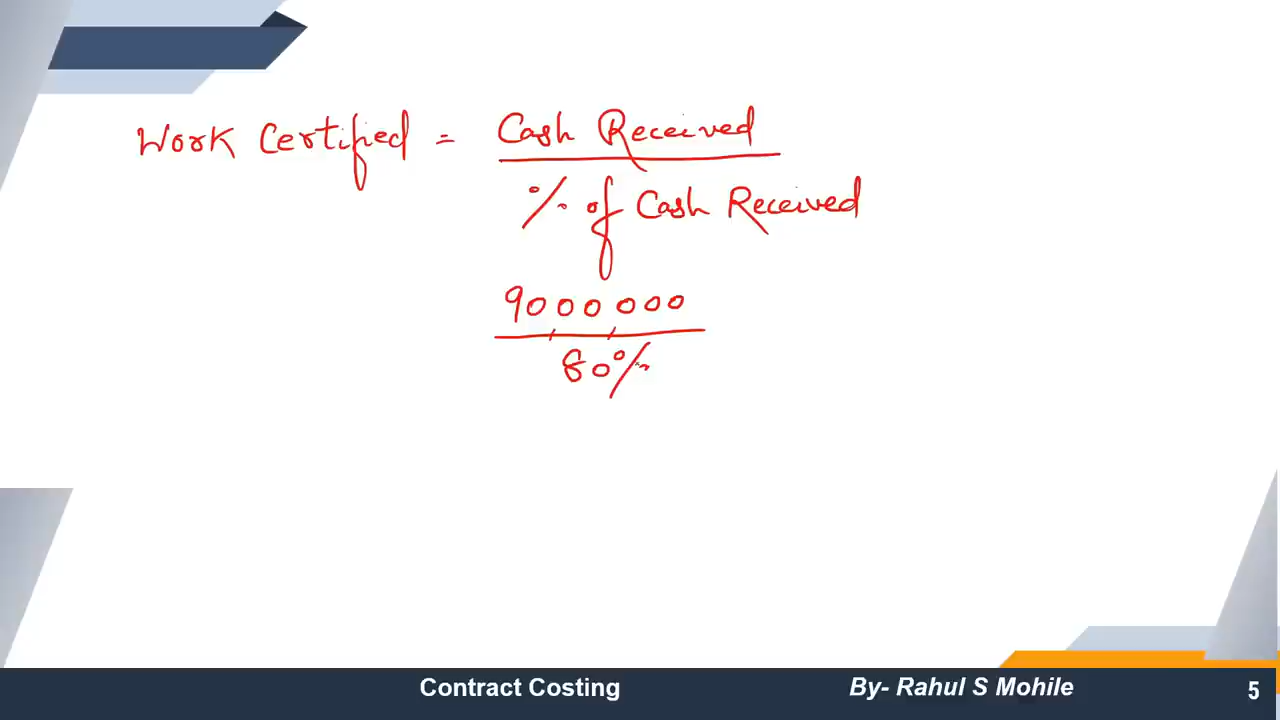 Work Certified = Cash Received
% of Cash Received
9000000
80%
Contract Costing
By- Rahul S Mohile
5